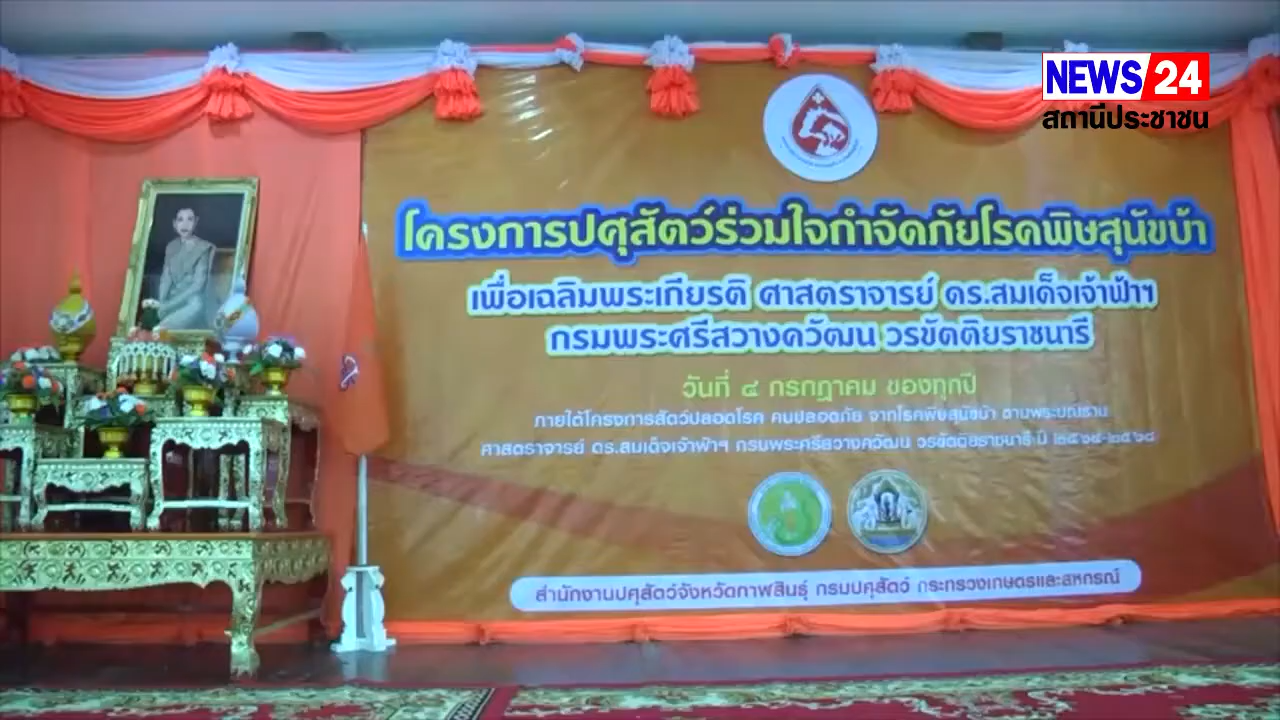 NEWS 24
สถานีประชาชน
โครงการปศุสัตว์ร่วมใจกำจัดภัยโรคพิษสุนัขบ้า
เพื่อเฉลิมพระเกียรติ ศาสตราจารย์ ดร.สมเด็จเจ้าฟ้าฯ
กรมพระศรีสวางควัฒน วรขัตติยราชนารี
วันที่ ๔ กรกฎาคม ของทุกปี
ภายใต้โครงการสัตว์ปลอดโรค คนปลอดภัย จากโรคพิษสุนัขบ้า ตามพระปณิธาน
ศาสตราจารย์ ดร.สมเด็จเจ้าฟ้าฯ กรมพระศรีสวางควัฒน วรขัตติยราชนารี ปี
สำนักงานปศุสัตว์จังหวัดกาฬสินธุ์ กรมปศุสัตว์ กระทรวงเกษตรและสหกรณ์